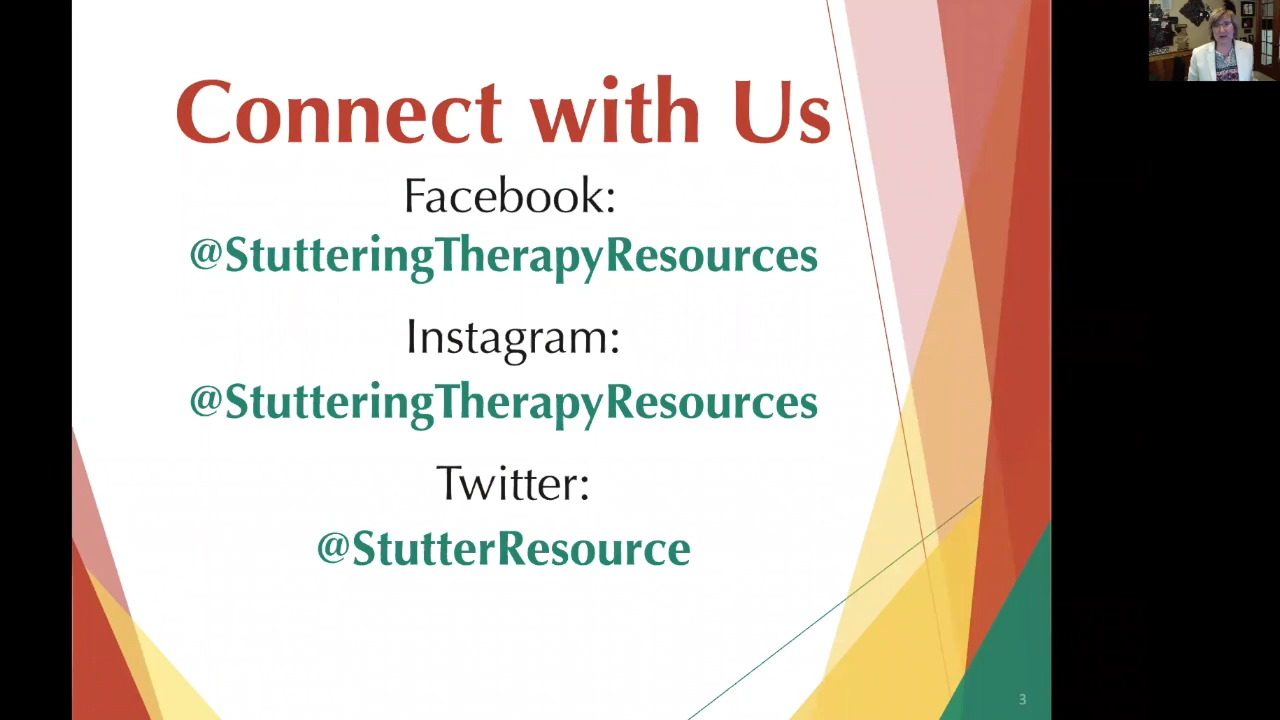 Connect with Us
Facebook:
@StutteringTherapyResources
Instagram:
@StutteringTherapyResources
Twitter:
@StutterResource
3